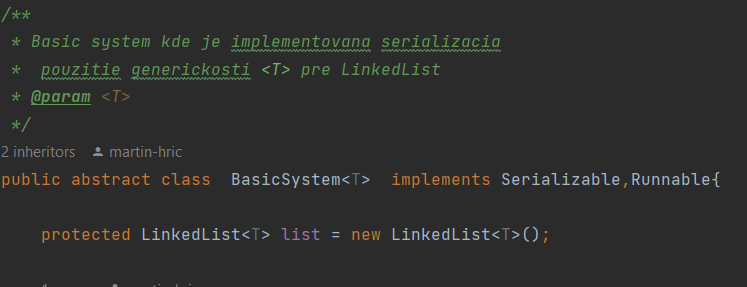 /**
* Basic system kde je implementovana serializacia
* pouzitie generickosti <T> pre LinkedList
* @param <T>
*/
2 inheritors martin-hric
public abstract class BasicSystem<T> implements Serializable,Runnable{
protected LinkedList<T> list = new LinkedList<T>();